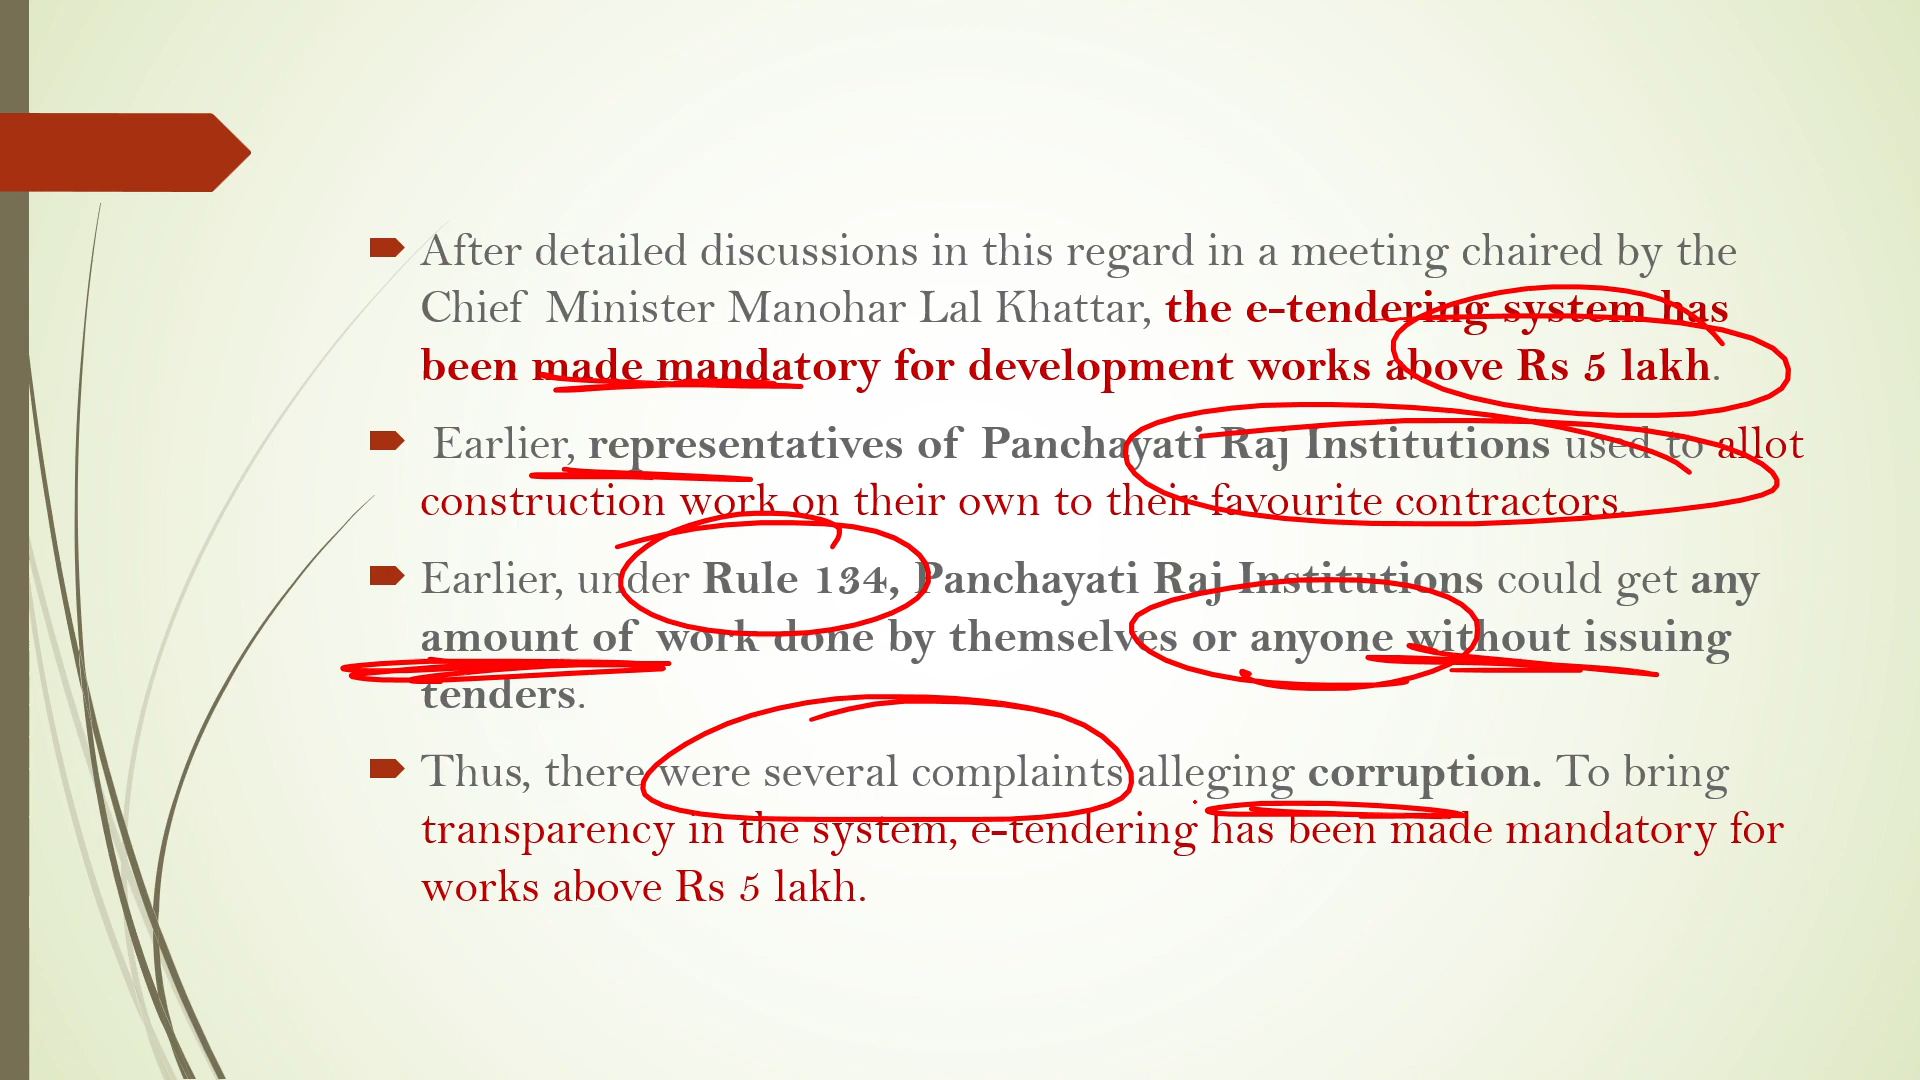 After detailed discussions in this regard in a meeting chaired by the
Chief Minister Manohar Lal Khattar, the e-tendering system has
been made mandatory for development works above Rs 5 lakh.
Earlier, representatives of Panchayati Raj Institutions used to allot
construction work on their own to their favourite contractors.
Earlier, under Rule 134, Panchayati Raj Institutions could get any
amount of work done by themselves or anyone without issuing
tenders.
Thus, there were several complaints alleging corruption. To bring
transparency in the system, e-tendering has been made mandatory for
works above Rs 5 lakh.